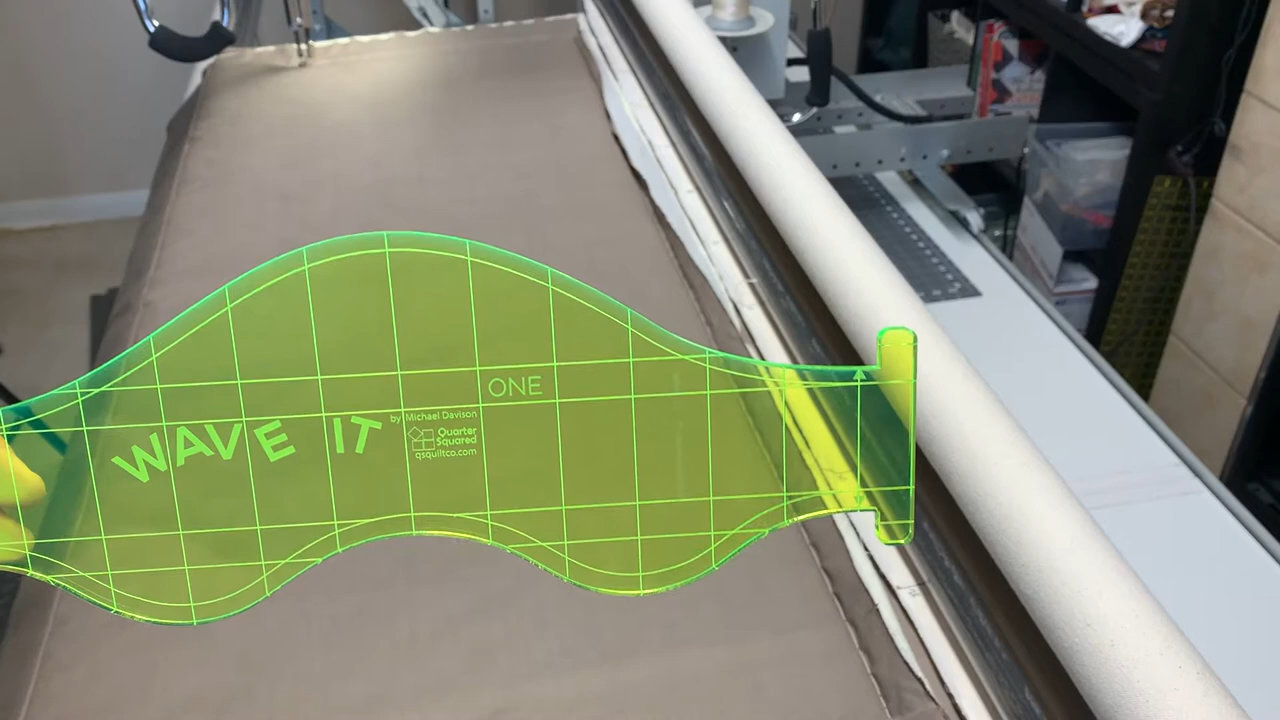 ONE
WAVE IT
by Michael Davison
Quarter
Squared
qsquiltco.com